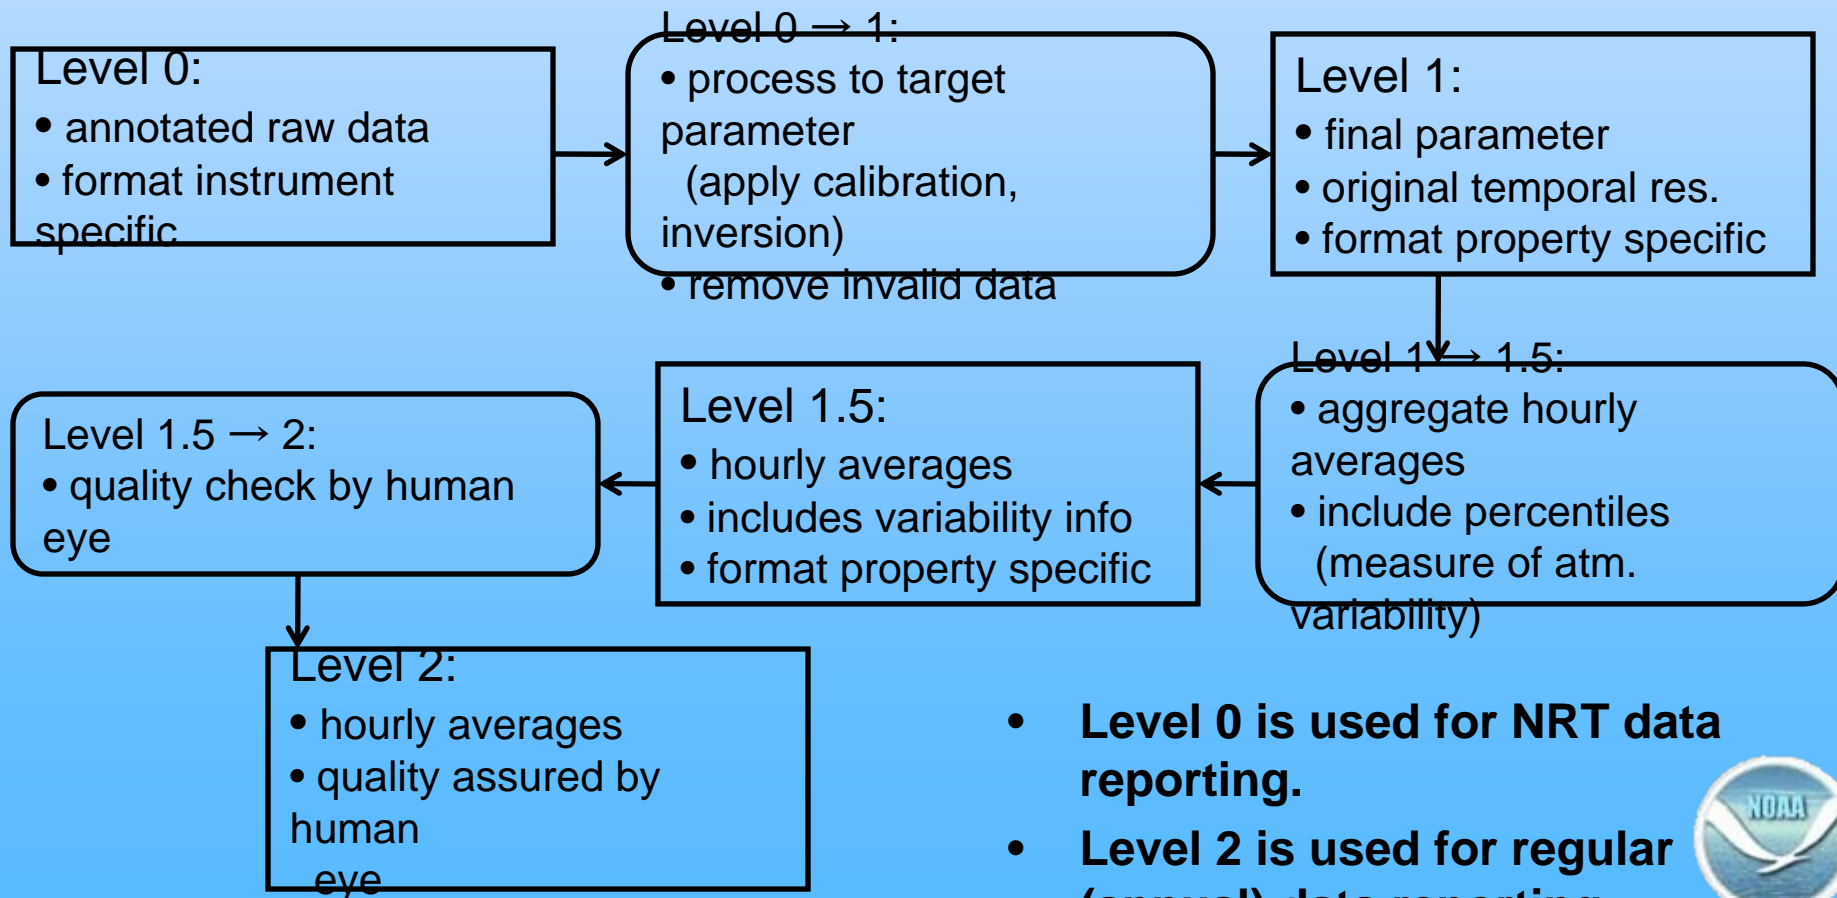 Level 0:
• annotated raw data
• format instrument
specific
Level 0 → 1:
• process to target
parameter
(apply calibration,
inversion)
• remove invalid data
Level 1:
• final parameter
• original temporal res.
• format property specific
Level 1 → 1.5:
• aggregate hourly
averages
• include percentiles
(measure of atm.
variability)
Level 1.5:
• hourly averages
• includes variability info
• format property specific
Level 1.5 → 2:
• quality check by human
eye
Level 2:
• hourly averages
• quality assured by
human
eye
• Level 0 is used for NRT data
reporting.
• Level 2 is used for regular
(annual) data reporting
NOAA